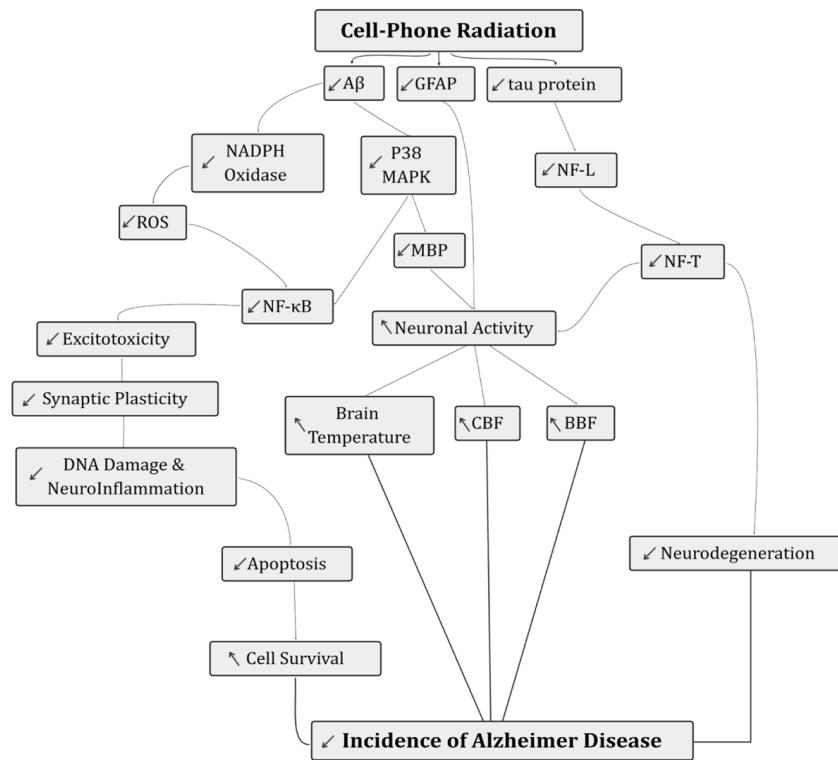 Cell-Phone Radiation
↙Aβ
↙GFAP
↙tau protein
↙ NADPH
Oxidase
↙ P38
MAPK
↙NF-L
↙ROS
↙MBP
↙NF-T
↙NF-κB
↙Excitotoxicity
↖Neuronal Activity
↙ Synaptic Plasticity
↖ Brain
Temperature
↖CBF
↖BBF
↙ DNA Damage &
NeuroInflammation
↙Apoptosis
↙ Neurodegeneration
↖ Cell Survival
↙ Incidence of Alzheimer Disease